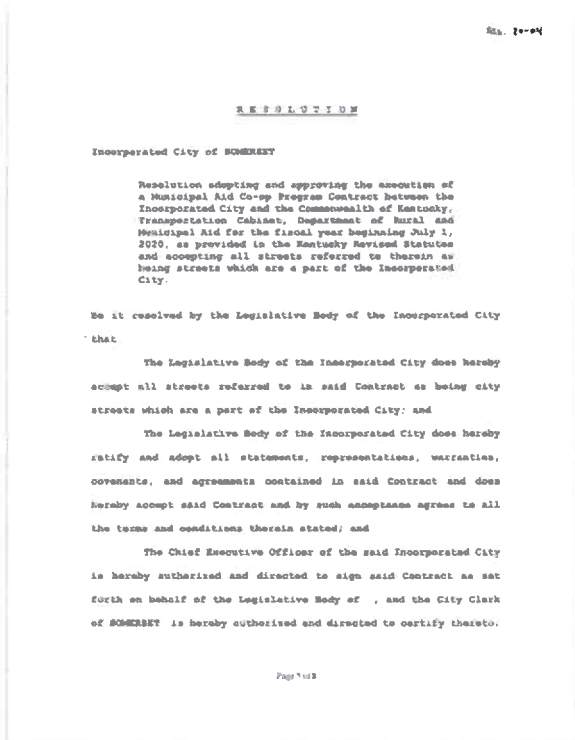 Res. 20-04
R E S O L U T I O N
Incorporated City of SOMERSET
Resolution adopting and approving the execution of
a Municipal Aid Co-op Program Contract between the
Incorporated City and the Commonwealth of Kentucky,
Transportation Cabinet, Department of Rural and
Municipal Aid for the fiscal year beginning July 1,
2020, as provided in the Kentucky Revised Statutes
and accepting all streets referred to therein as
being streets which are a part of the Incorporated
City.
Be it resolved by the Legislative Body of the Incorporated City
that
The Legislative Body of the Incorporated City does hereby
accept all streets referred to in said Contract as being city
streets which are a part of the Incorporated City; and
The Legislative Body of the Incorporated City does hereby
ratify and adopt all statements, representations, warranties,
covenants, and agreements contained in said Contract and does
hereby accept said Contract and by such acceptance agrees to all
the terms and conditions therein stated; and
The Chief Executive Officer of the said Incorporated City
is hereby authorized and directed to sign said Contract as set
forth on behalf of the Legislative Body of , and the City Clerk
of SOMERSET is hereby authorized and directed to certify thereto.
Page 1 of 2